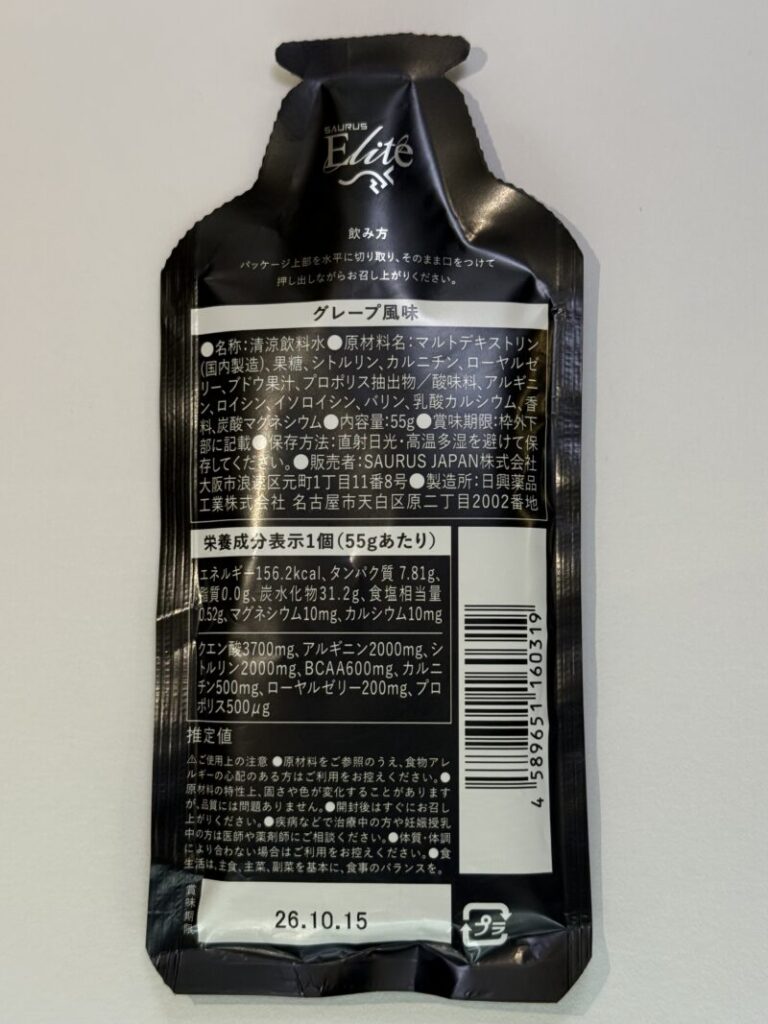 SAURUS
Elite
飲み方
パッケージ上部を水平に切り取り、そのまま口をつけて
押し出しながらお召し上がりください。
グレープ風味
●名称：清涼飲料水●原材料名：マルトデキストリン
(国内製造)、果糖、シトルリン、カルニチン、ローヤルゼ
リー、ブドウ果汁、プロポリス抽出物／酸味料、アルギニ
ン、ロイシン、イソロイシン、バリン、乳酸カルシウム、香
料、炭酸マグネシウム●内容量：55g●賞味期限：枠外下
部に記載●保存方法：直射日光・高温多湿を避けて保
存してください。●販売者：SAURUS JAPAN株式会社
大阪市浪速区元町1丁目11番8号●製造所：日興薬品
工業株式会社 名古屋市天白区原二丁目2002番地
栄養成分表示1個(55gあたり)
エネルギー156.2kcal、タンパク質 7.81g、
脂質0.0g、炭水化物31.2g、食塩相当量
0.52g、マグネシウム10mg、カルシウム10mg
クエン酸3700mg、アルギニン2000mg、シ
トルリン2000mg、BCAA600mg、カルニ
チン500mg、ローヤルゼリー200mg、プロ
ポリス500μg
推定値
⚠ご使用上の注意 ●原材料をご参照のうえ、食物アレ
ルギーの心配のある方はご利用をお控えください。●
原材料の特性上、固さや色が変化することがあります
が、品質には問題ありません。●開封後はすぐにお召し
上がりください。●疾病などで治療中の方や妊娠授乳
中の方は医師や薬剤師にご相談ください。●体質・体調
により合わない場合はご利用をお控えください。●食
生活は、主食、主菜、副菜を基本に、食事のバランスを。
賞味期限
26.10.15
4 589651 160319
プラ